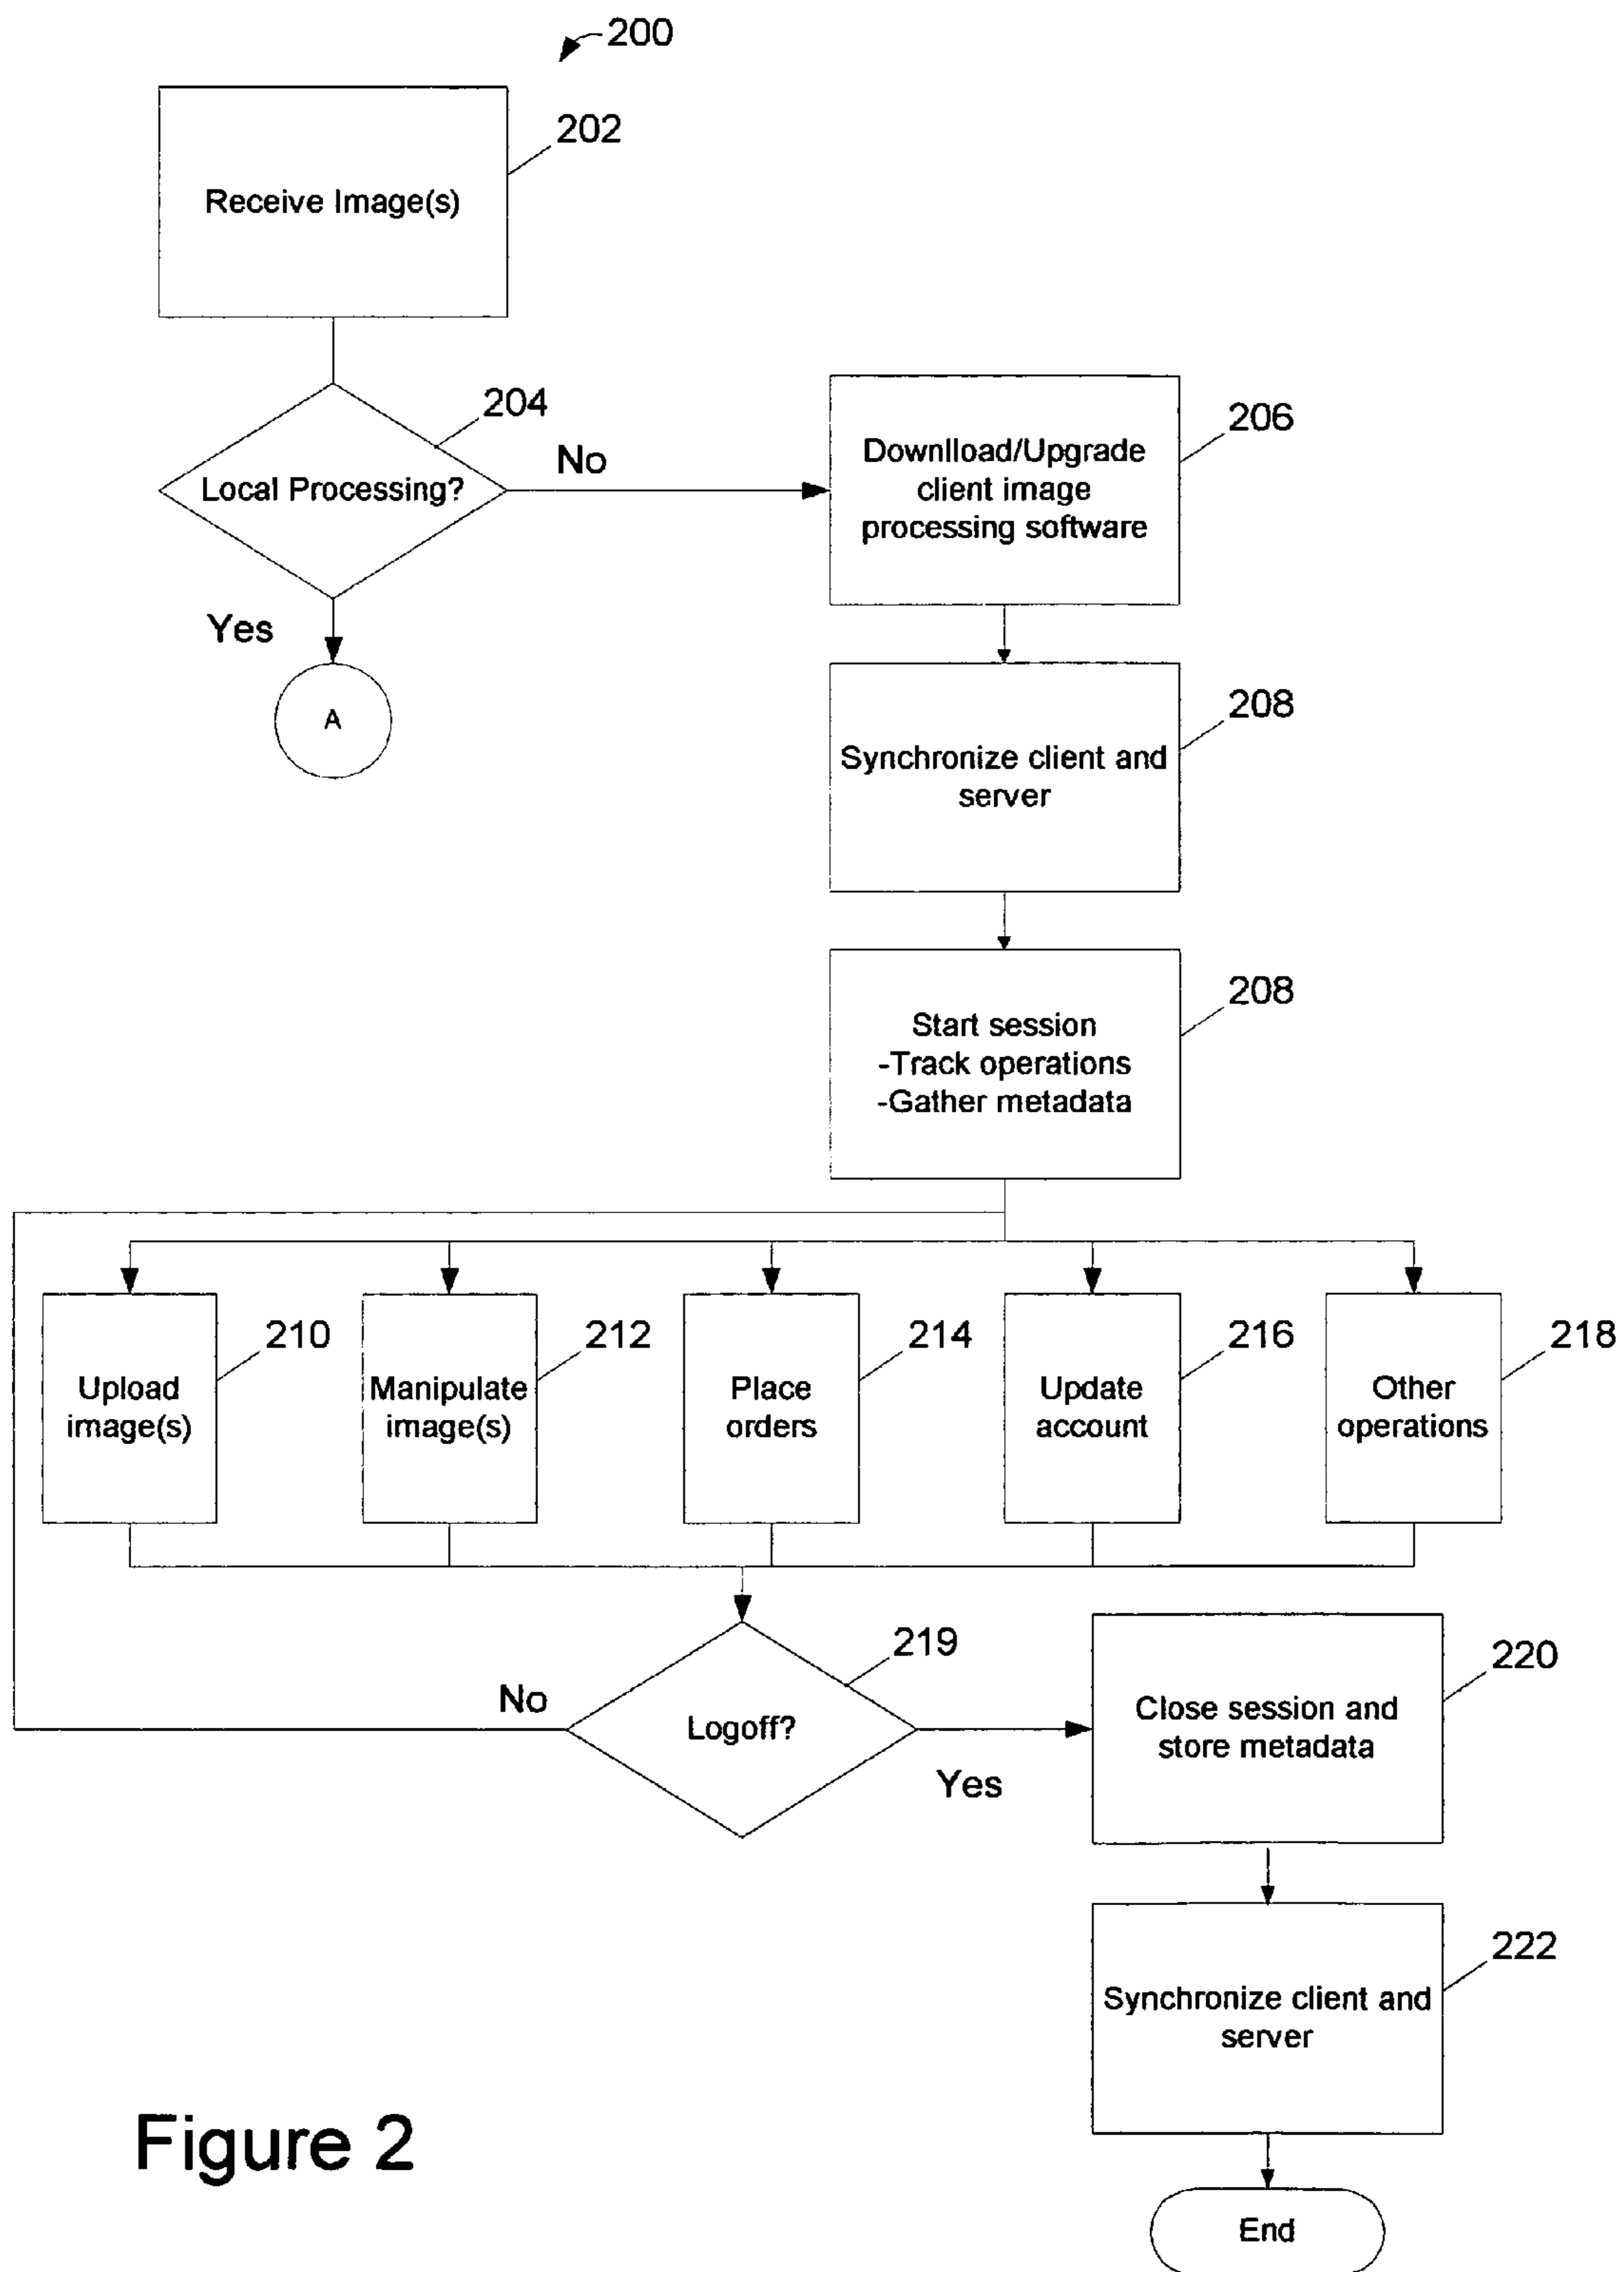 200
202
Receive Image(s)
204
Local Processing?
No
Yes
A
206
Downlload/Upgrade
client image
processing software
208
Synchronize client and
server
208
Start session
-Track operations
-Gather metadata
210
Upload
image(s)
212
Manipulate
image(s)
214
Place
orders
216
Update
account
218
Other
operations
219
Logoff?
No
Yes
220
Close session and
store metadata
222
Synchronize client and
server
End
Figure 2